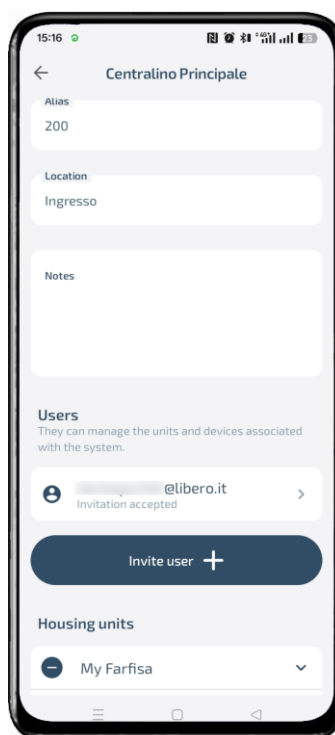 15:16
23
Centralino Principale
Alias
200
Location
Ingresso
Notes
Users
They can manage the units and devices associated
with the system.
@libero.it
Invitation accepted
Invite user
Housing units
My Farfisa